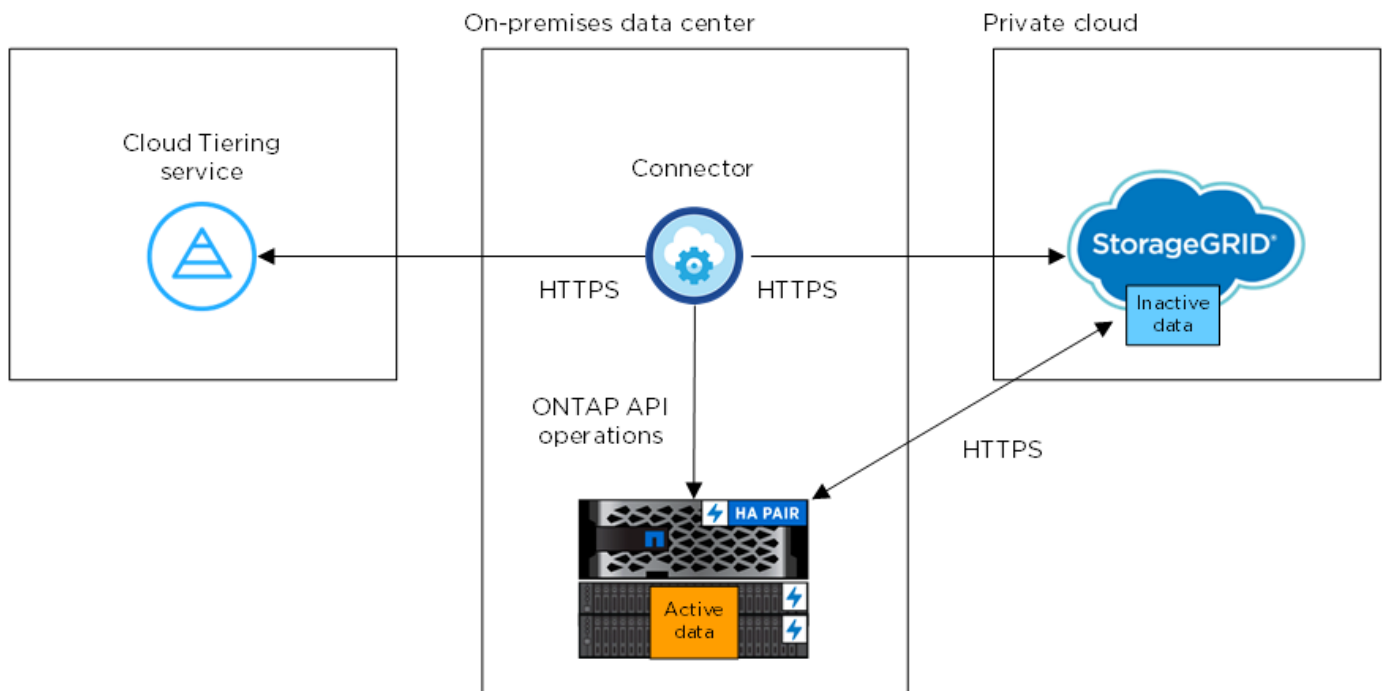 On-premises data center
Private cloud
Cloud Tiering
service
Connector
StorageGRID®
Inactive
data
HTTPS
HTTPS
ONTAP API
operations
HTTPS
HA PAIR
Active
data